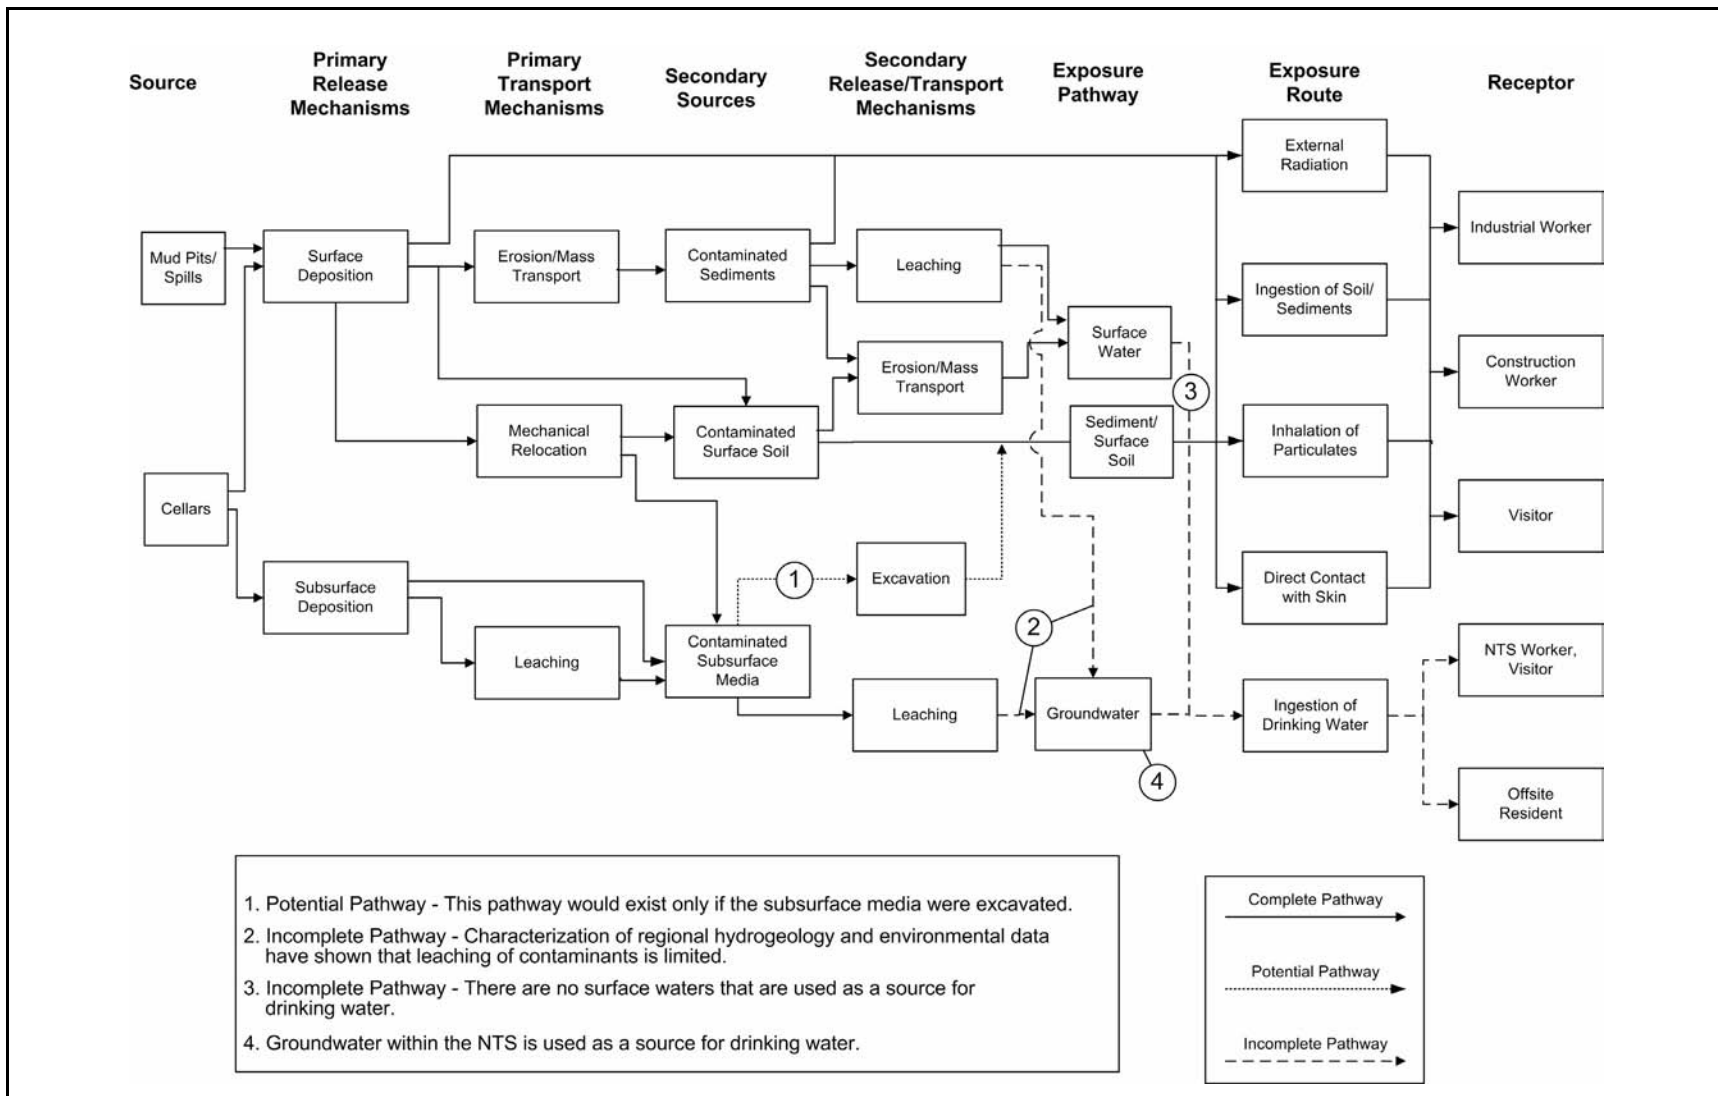 Source
Primary
Release
Mechanisms
Primary
Transport
Mechanisms
Secondary
Sources
Secondary
Release/Transport
Mechanisms
Exposure
Pathway
Exposure
Route
Receptor
Mud Pits/
Spills
Cellars
Surface
Deposition
Subsurface
Deposition
Erosion/Mass
Transport
Mechanical
Relocation
Leaching
Contaminated
Sediments
Contaminated
Surface Soil
Contaminated
Subsurface
Media
Leaching
Erosion/Mass
Transport
1
Excavation
Leaching
2
Surface
Water
3
Sediment/
Surface
Soil
Groundwater
4
External
Radiation
Ingestion of Soil/
Sediments
Inhalation of
Particulates
Direct Contact
with Skin
Ingestion of
Drinking Water
Industrial Worker
Construction
Worker
Visitor
NTS Worker,
Visitor
Offsite
Resident
1. Potential Pathway - This pathway would exist only if the subsurface media were excavated.
2. Incomplete Pathway - Characterization of regional hydrogeology and environmental data
have shown that leaching of contaminants is limited.
3. Incomplete Pathway - There are no surface waters that are used as a source for
drinking water.
4. Groundwater within the NTS is used as a source for drinking water.
Complete Pathway
Potential Pathway
Incomplete Pathway